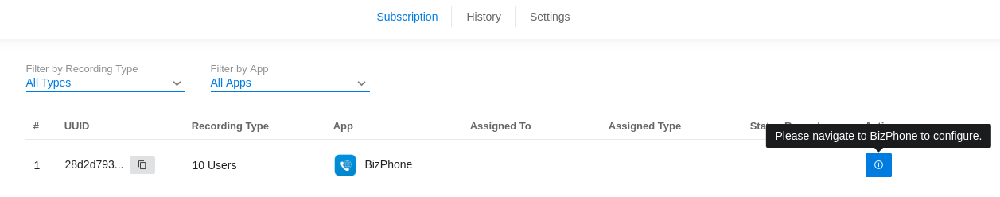 Subscription History Settings
Filter by Recording Type Filter by App
All Types All Apps
# UUID Recording Type App Assigned To Assigned Type
Please navigate to BizPhone to configure.
1 28d2d793... 10 Users BizPhone